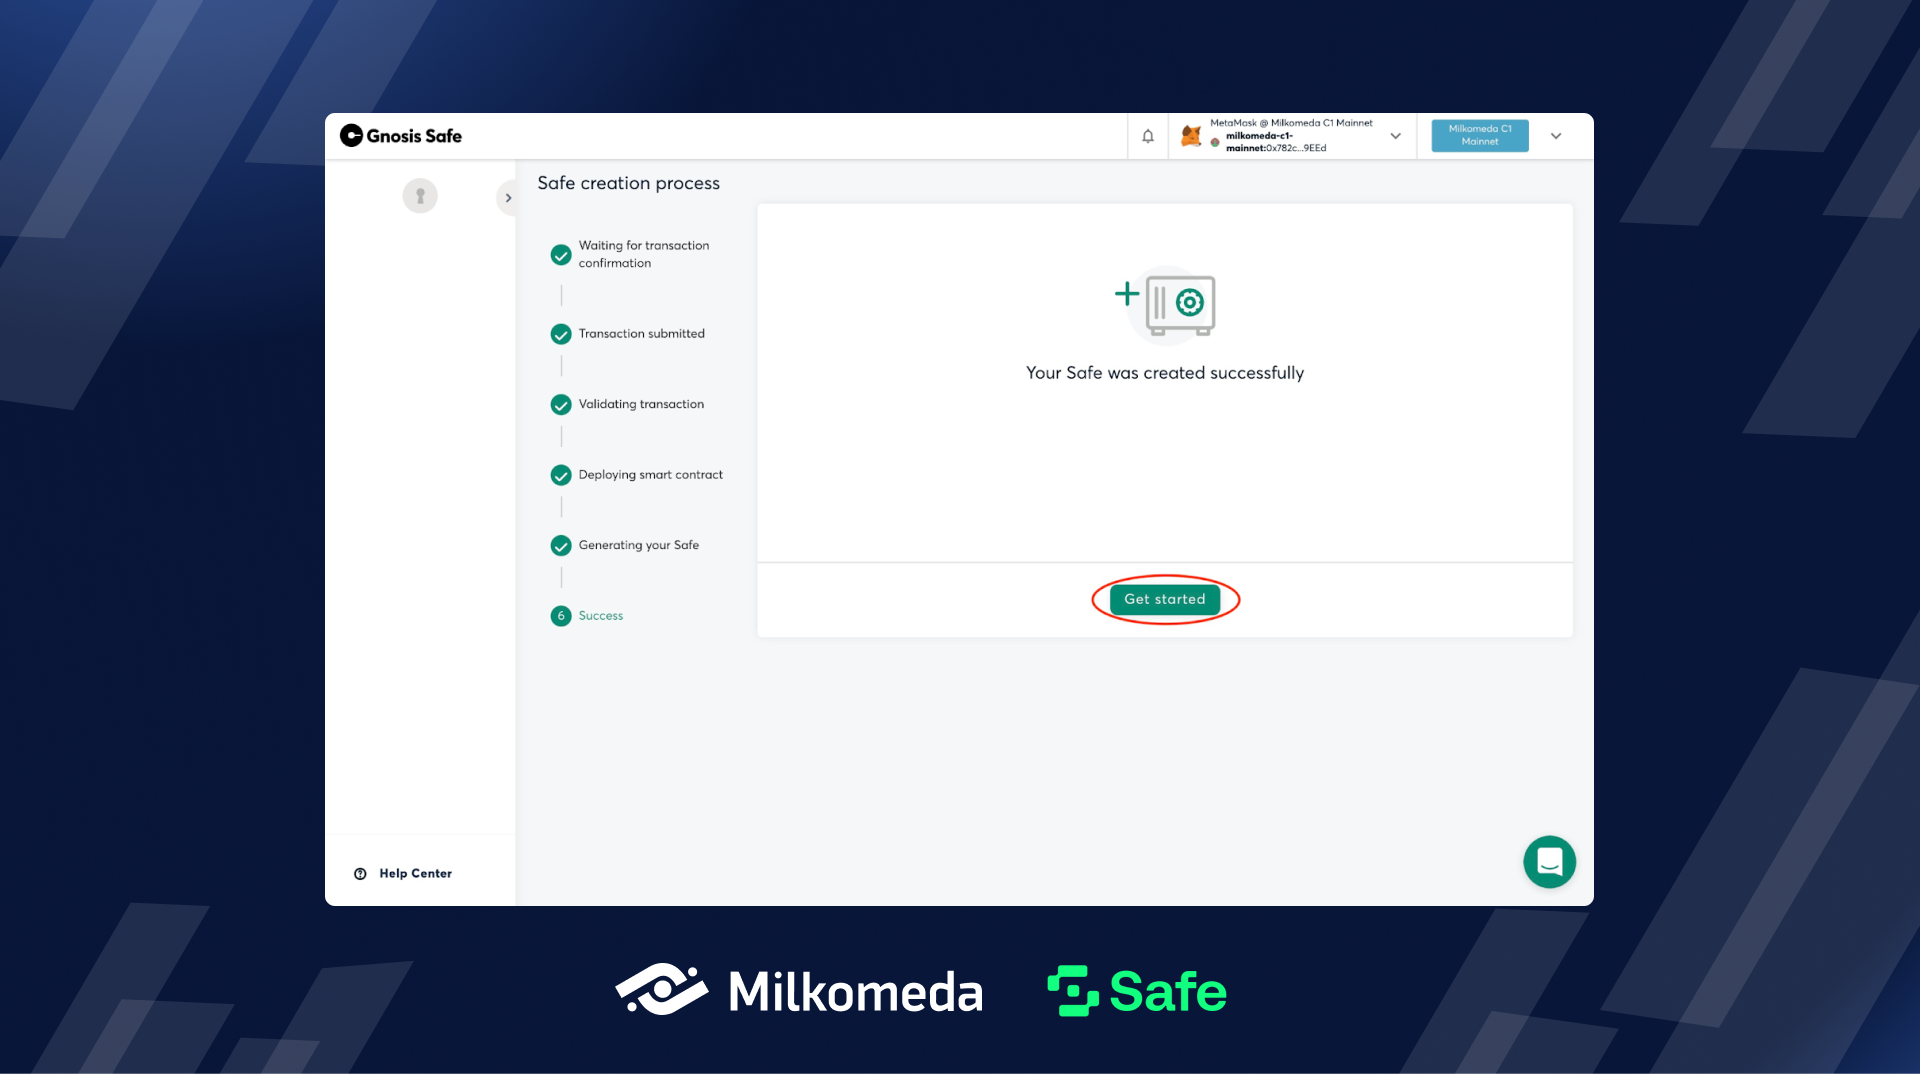 Gnosis Safe
MetaMask @ Milkomeda C1 Mainnet
milkomeda-c1-
mainnet:0x782c...9EEd
Milkomeda C1
Mainnet
Safe creation process
Waiting for transaction
confirmation
Transaction submitted
Validating transaction
Deploying smart contract
Generating your Safe
6 Success
Your Safe was created successfully
Get started
Help Center
Milkomeda
Safe